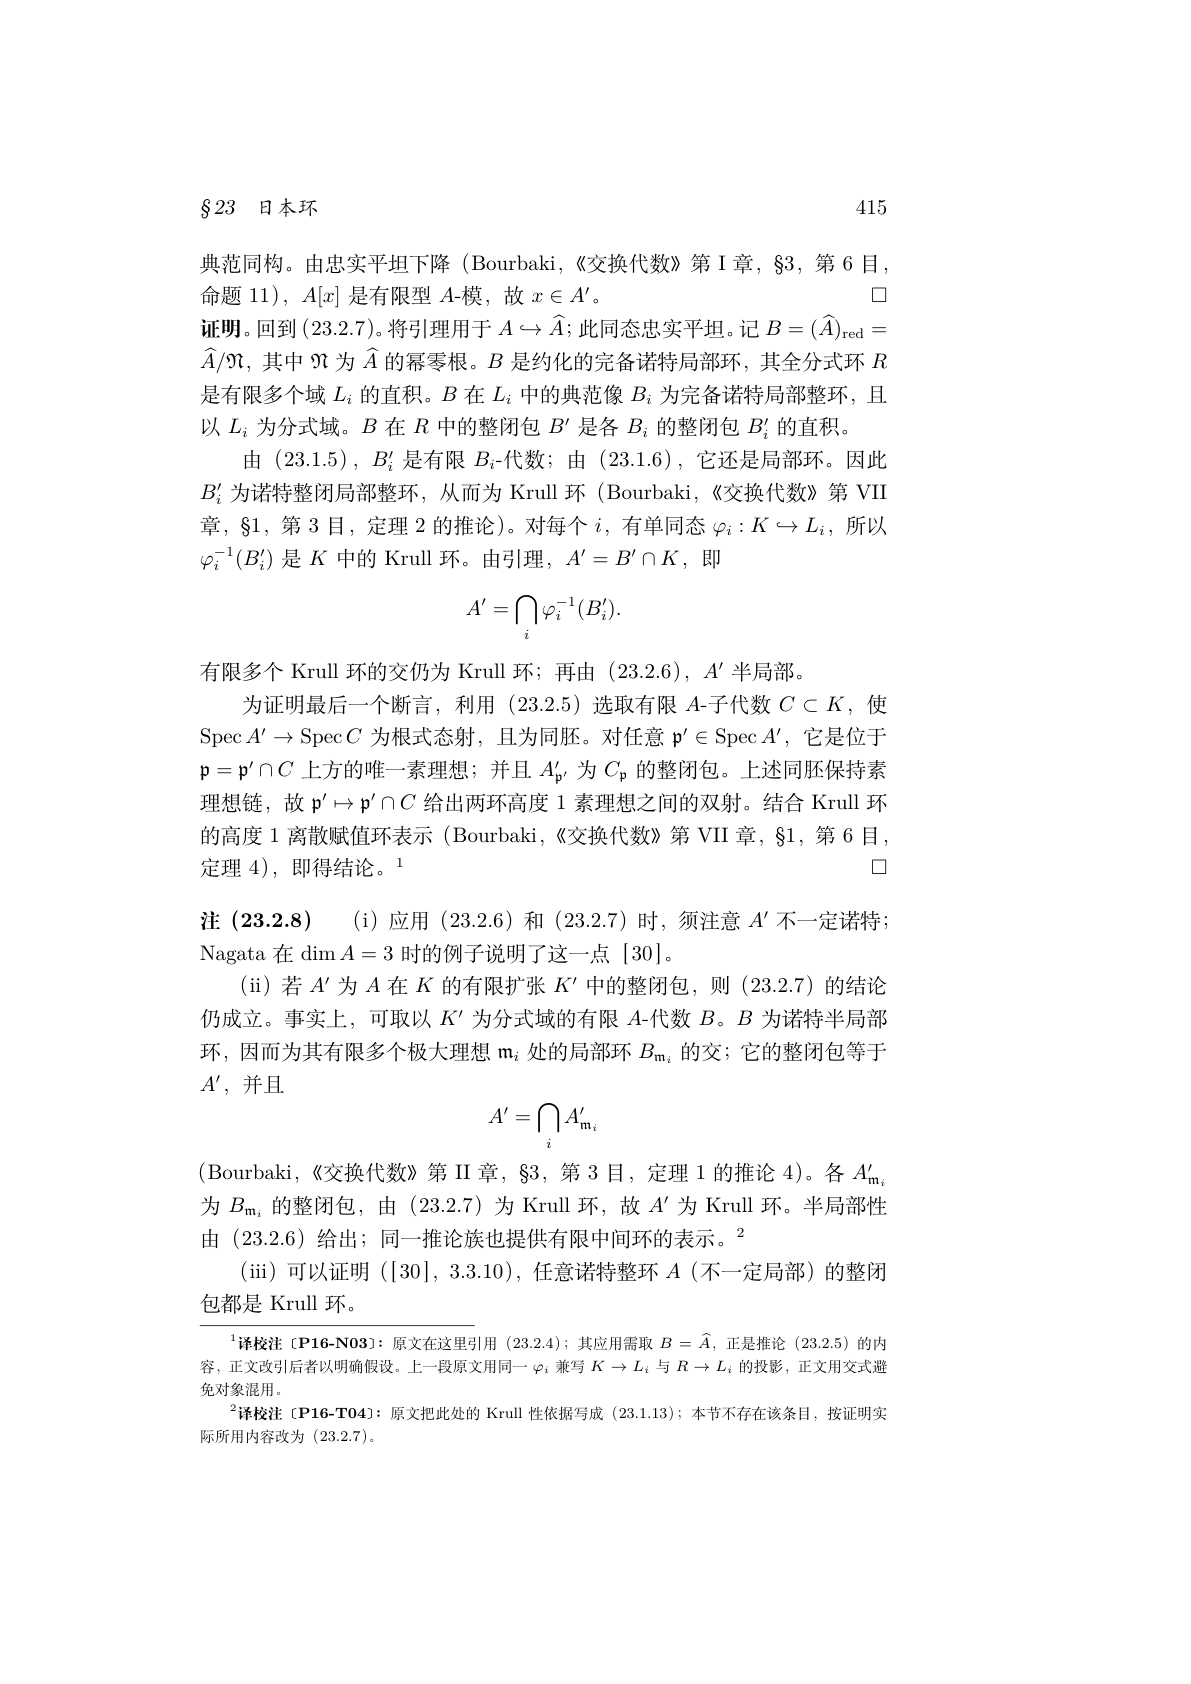 §23 日本环 415
典范同构。由忠实平坦下降（Bourbaki,《交换代数》第 I 章, §3, 第 6 目,
命题 11）, A[x] 是有限型 A-模，故 x ∈ A′。 □
证明。回到 (23.2.7)。将引理用于 A ↪ Â；此同态忠实平坦。记 B = (Â)_red =
Â/𝔑，其中 𝔑 为 Â 的幂零根。B 是约化的完备诺特局部环，其全分式环 R
是有限多个域 L_i 的直积。B 在 L_i 中的典范像 B_i 为完备诺特局部整环，且
以 L_i 为分式域。B 在 R 中的整闭包 B′ 是各 B_i 的整闭包 B′_i 的直积。
由（23.1.5）, B′_i 是有限 B_i-代数；由（23.1.6）, 它还是局部环。因此
B′_i 为诺特整闭局部整环，从而为 Krull 环（Bourbaki,《交换代数》第 VII
章, §1, 第 3 目, 定理 2 的推论）。对每个 i，有单同态 φ_i : K ↪ L_i，所以
φ_i^{−1}(B′_i) 是 K 中的 Krull 环。由引理，A′ = B′ ∩ K，即
A′ = ⋂_i φ_i^{−1}(B′_i).
有限多个 Krull 环的交仍为 Krull 环；再由（23.2.6）, A′ 半局部。
为证明最后一个断言，利用（23.2.5）选取有限 A-子代数 C ⊂ K，使
Spec A′ → Spec C 为根式态射，且为同胚。对任意 𝔭′ ∈ Spec A′，它是位于
𝔭 = 𝔭′ ∩ C 上方的唯一素理想；并且 A′_{𝔭′} 为 C_𝔭 的整闭包。上述同胚保持素
理想链，故 𝔭′ ↦ 𝔭′ ∩ C 给出两环高度 1 素理想之间的双射。结合 Krull 环
的高度 1 离散赋值环表示（Bourbaki,《交换代数》第 VII 章, §1, 第 6 目,
定理 4），即得结论。¹ □
注（23.2.8） （i）应用（23.2.6）和（23.2.7）时，须注意 A′ 不一定诺特；
Nagata 在 dim A = 3 时的例子说明了这一点［30］。
（ii）若 A′ 为 A 在 K 的有限扩张 K′ 中的整闭包，则（23.2.7）的结论
仍成立。事实上，可取以 K′ 为分式域的有限 A-代数 B。B 为诺特半局部
环，因而为其有限多个极大理想 𝔪_i 处的局部环 B_{𝔪_i} 的交；它的整闭包等于
A′，并且
A′ = ⋂_i A′_{𝔪_i}
（Bourbaki,《交换代数》第 II 章, §3, 第 3 目, 定理 1 的推论 4）。各 A′_{𝔪_i}
为 B_{𝔪_i} 的整闭包，由（23.2.7）为 Krull 环，故 A′ 为 Krull 环。半局部性
由（23.2.6）给出；同一推论族也提供有限中间环的表示。²
（iii）可以证明（［30］, 3.3.10），任意诺特整环 A（不一定局部）的整闭
包都是 Krull 环。
¹译校注〔P16-N03〕：原文在这里引用（23.2.4）；其应用需取 B = Â，正是推论（23.2.5）的内
容，正文改引后者以明确假设。上一段原文用同一 φ_i 兼写 K → L_i 与 R → L_i 的投影，正文用交式避
免对象混用。
²译校注〔P16-T04〕：原文把此处的 Krull 性依据写成（23.1.13）；本节不存在该条目，按证明实
际所用内容改为（23.2.7）。